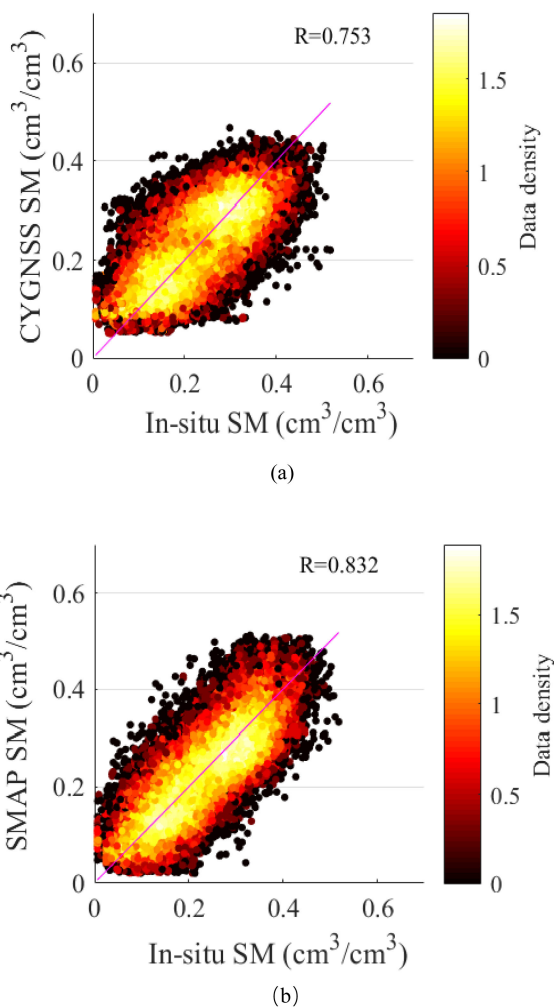 R=0.753
CYGNSS SM (cm³/cm³)
0.6
0.4
0.2
0
0 0.2 0.4 0.6
In-situ SM (cm³/cm³)
1.5
1
0.5
0
Data density
(a)
R=0.832
SMAP SM (cm³/cm³)
0.6
0.4
0.2
0
0 0.2 0.4 0.6
In-situ SM (cm³/cm³)
1.5
1
0.5
0
Data density
(b)